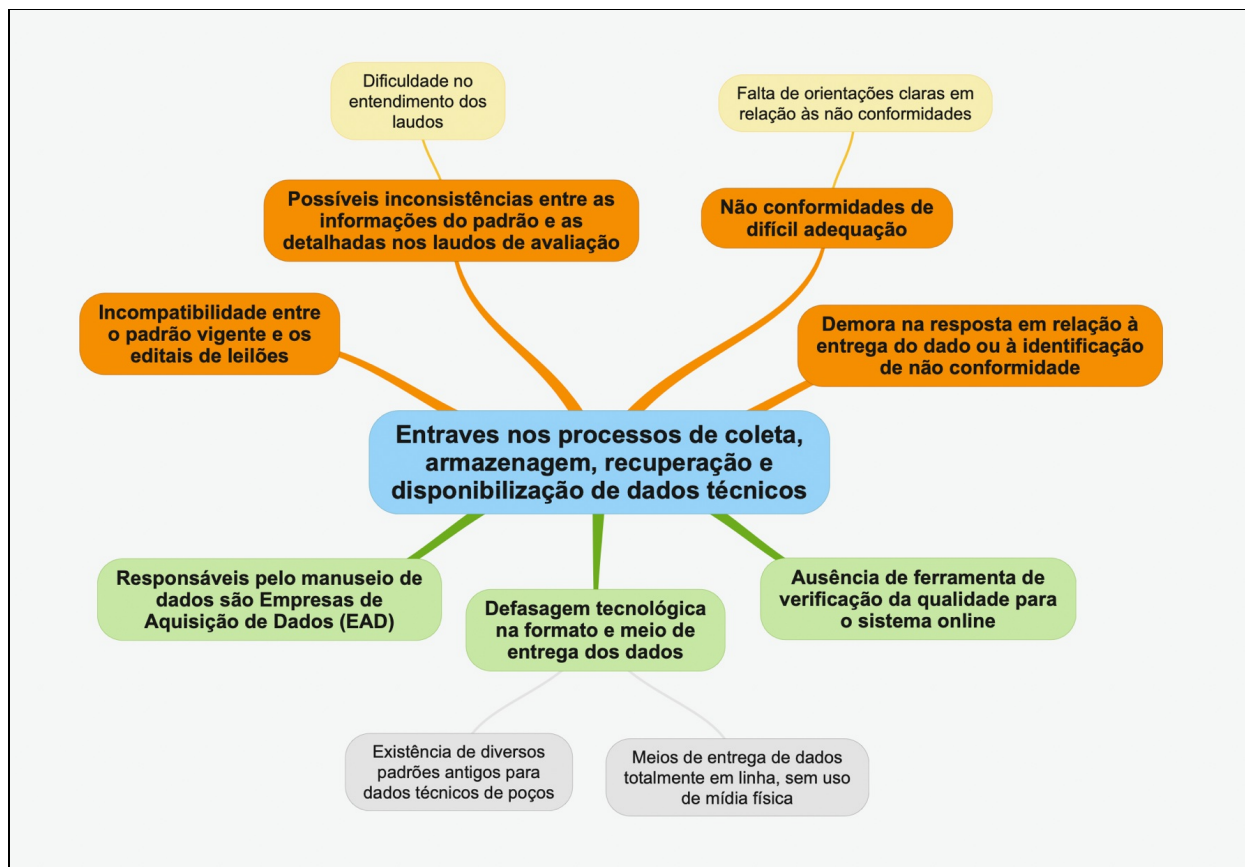 Dificuldade no
entendimento dos
laudos
Falta de orientações claras em
relação às não conformidades
Possíveis inconsistências entre as
informações do padrão e as
detalhadas nos laudos de avaliação
Não conformidades de
difícil adequação
Incompatibilidade entre
o padrão vigente e os
editais de leilões
Demora na resposta em relação à
entrega do dado ou à identificação
de não conformidade
Entraves nos processos de coleta,
armazenagem, recuperação e
disponibilização de dados técnicos
Responsáveis pelo manuseio de
dados são Empresas de
Aquisição de Dados (EAD)
Defasagem tecnológica
na formato e meio de
entrega dos dados
Ausência de ferramenta de
verificação da qualidade para
o sistema online
Existência de diversos
padrões antigos para
dados técnicos de poços
Meios de entrega de dados
totalmente em linha, sem uso
de mídia física